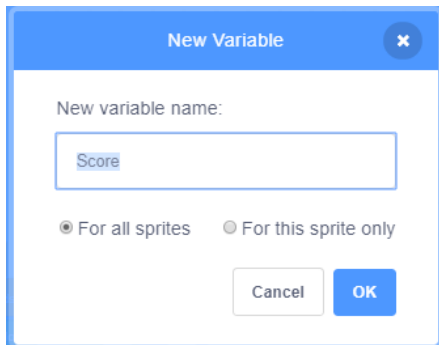 New Variable
New variable name:
Score
For all sprites For this sprite only
Cancel OK